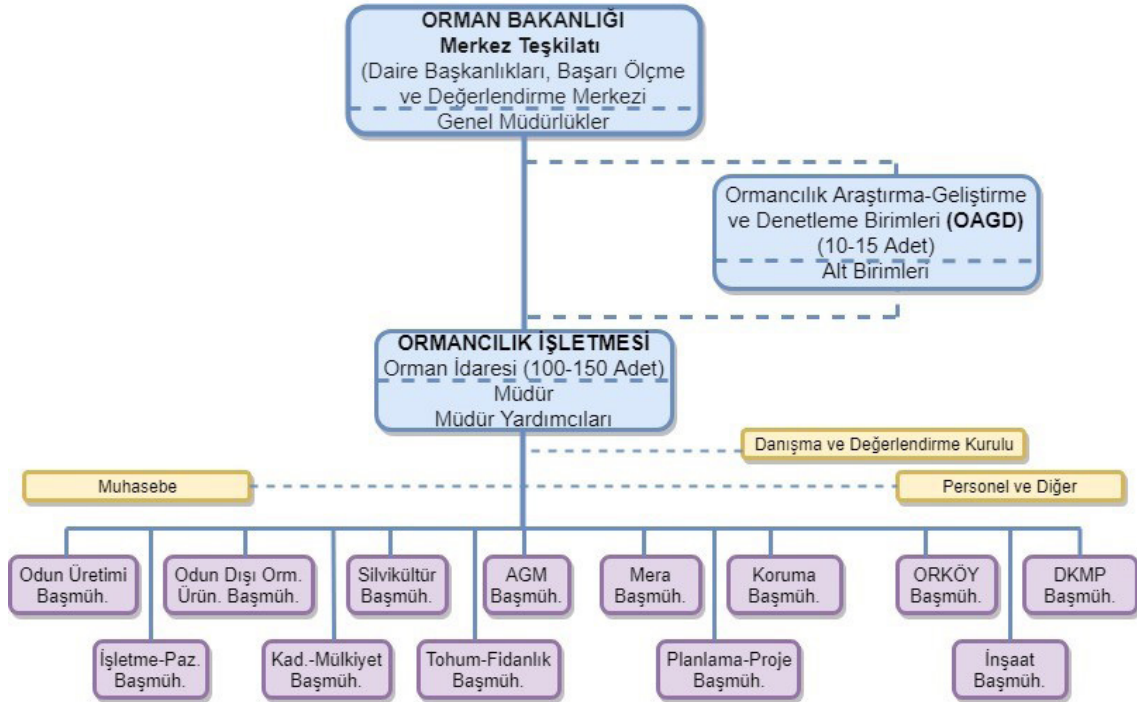 ORMAN BAKANLIĞI
Merkez Teşkilatı
(Daire Başkanlıkları, Başarı Ölçme
ve Değerlendirme Merkezi
Genel Müdürlükler
Ormancılık Araştırma-Geliştirme
ve Denetleme Birimleri (OAGD)
(10-15 Adet)
Alt Birimleri
ORMANCILIK İŞLETMESİ
Orman İdaresi (100-150 Adet)
Müdür
Müdür Yardımcıları
Danışma ve Değerlendirme Kurulu
Muhasebe
Personel ve Diğer
Odun Üretimi
Başmüh.
Odun Dışı Orm.
Ürün. Başmüh.
Silvikültür
Başmüh.
AGM
Başmüh.
Mera
Başmüh.
Koruma
Başmüh.
ORKÖY
Başmüh.
DKMP
Başmüh.
İşletme-Paz.
Başmüh.
Kad.-Mülkiyet
Başmüh.
Tohum-Fidanlık
Başmüh.
Planlama-Proje
Başmüh.
İnşaat
Başmüh.